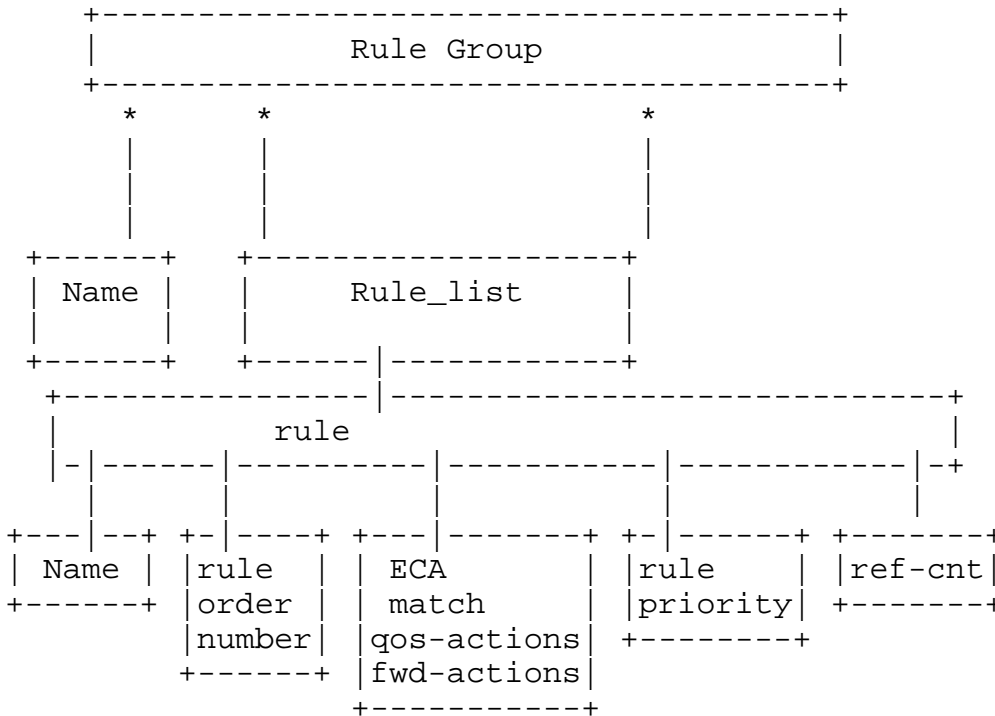 Rule Group
* * *
Name Rule_list
rule
Name rule ECA rule ref-cnt
order match priority
number qos-actions
fwd-actions